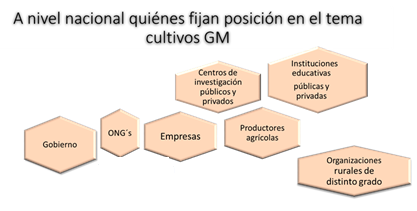 A nivel nacional quiénes fijan posición en el tema
cultivos GM
Centros de
investigación
públicos y
privados
Instituciones
educativas
públicas y
privadas
Gobierno
ONG´s
Empresas
Productores
agrícolas
Organizaciones
rurales de
distinto grado